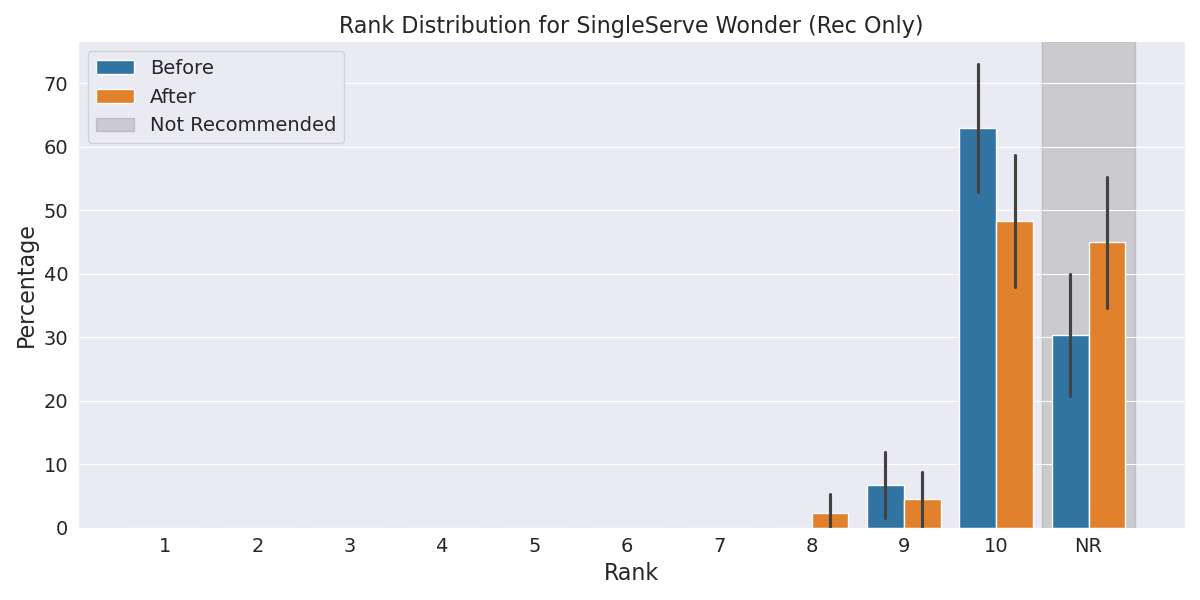 Rank Distribution for SingleServe Wonder (Rec Only)
Before
After
Not Recommended
Percentage
70
60
50
40
30
20
10
0
1 2 3 4 5 6 7 8 9 10 NR
Rank